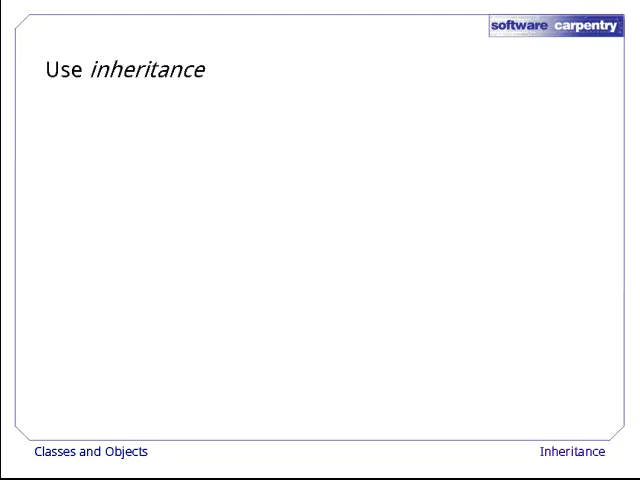 software carpentry
Use inheritance
Classes and Objects
Inheritance